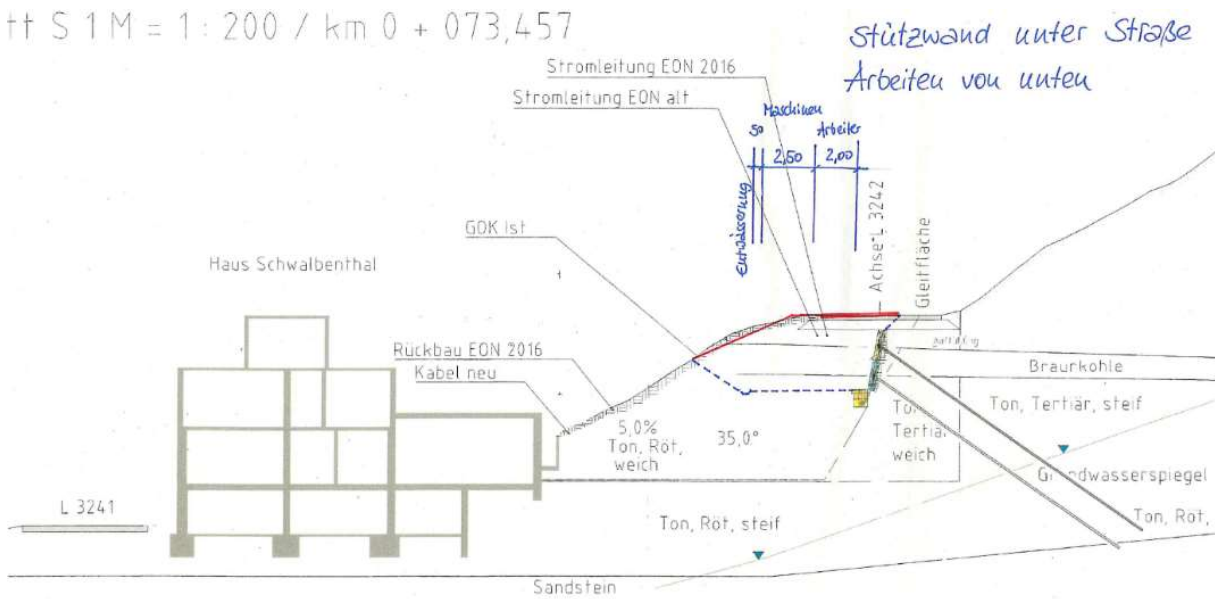 tt S 1 M = 1 : 200 / km 0 + 073,457
Stützwand unter Straße
Arbeiten von unten
Stromleitung EON 2016
Stromleitung EON alt
Maschinen
50
Arbeiter
2,50
2,00
Entwässerung
Achse L 3242
Gleitfläche
GOK ist
Haus Schwalbenthal
Rückbau EON 2016
Kabel neu
Braunkohle
5,0%
Ton, Röt,
weich
35,0°
Ton
Tertiär
weich
Ton, Tertiär, steif
Grundwasserspiegel
L 3241
Ton, Röt, steif
Ton, Röt,
Sandstein